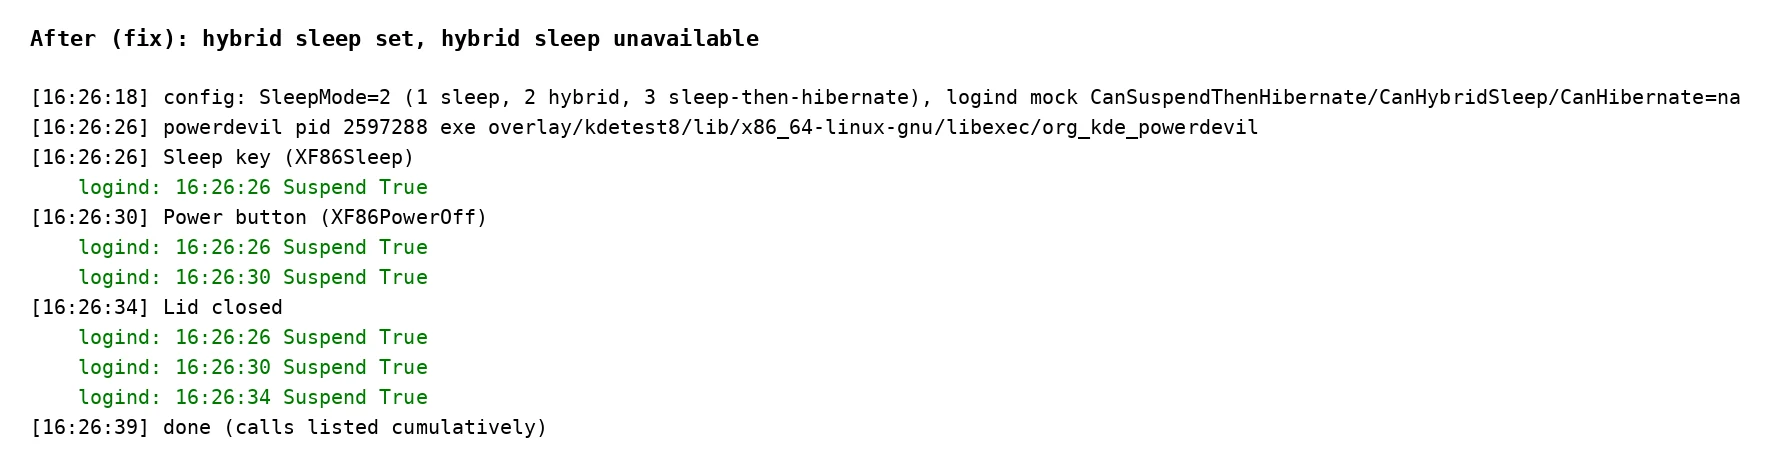 After (fix): hybrid sleep set, hybrid sleep unavailable
[16:26:18] config: SleepMode=2 (1 sleep, 2 hybrid, 3 sleep-then-hibernate), logind mock CanSuspendThenHibernate/CanHybridSleep/CanHibernate=na
[16:26:26] powerdevil pid 2597288 exe overlay/kdetest8/lib/x86_64-linux-gnu/libexec/org_kde_powerdevil
[16:26:26] Sleep key (XF86Sleep)
logind: 16:26:26 Suspend True
[16:26:30] Power button (XF86PowerOff)
logind: 16:26:26 Suspend True
logind: 16:26:30 Suspend True
[16:26:34] Lid closed
logind: 16:26:26 Suspend True
logind: 16:26:30 Suspend True
logind: 16:26:34 Suspend True
[16:26:39] done (calls listed cumulatively)